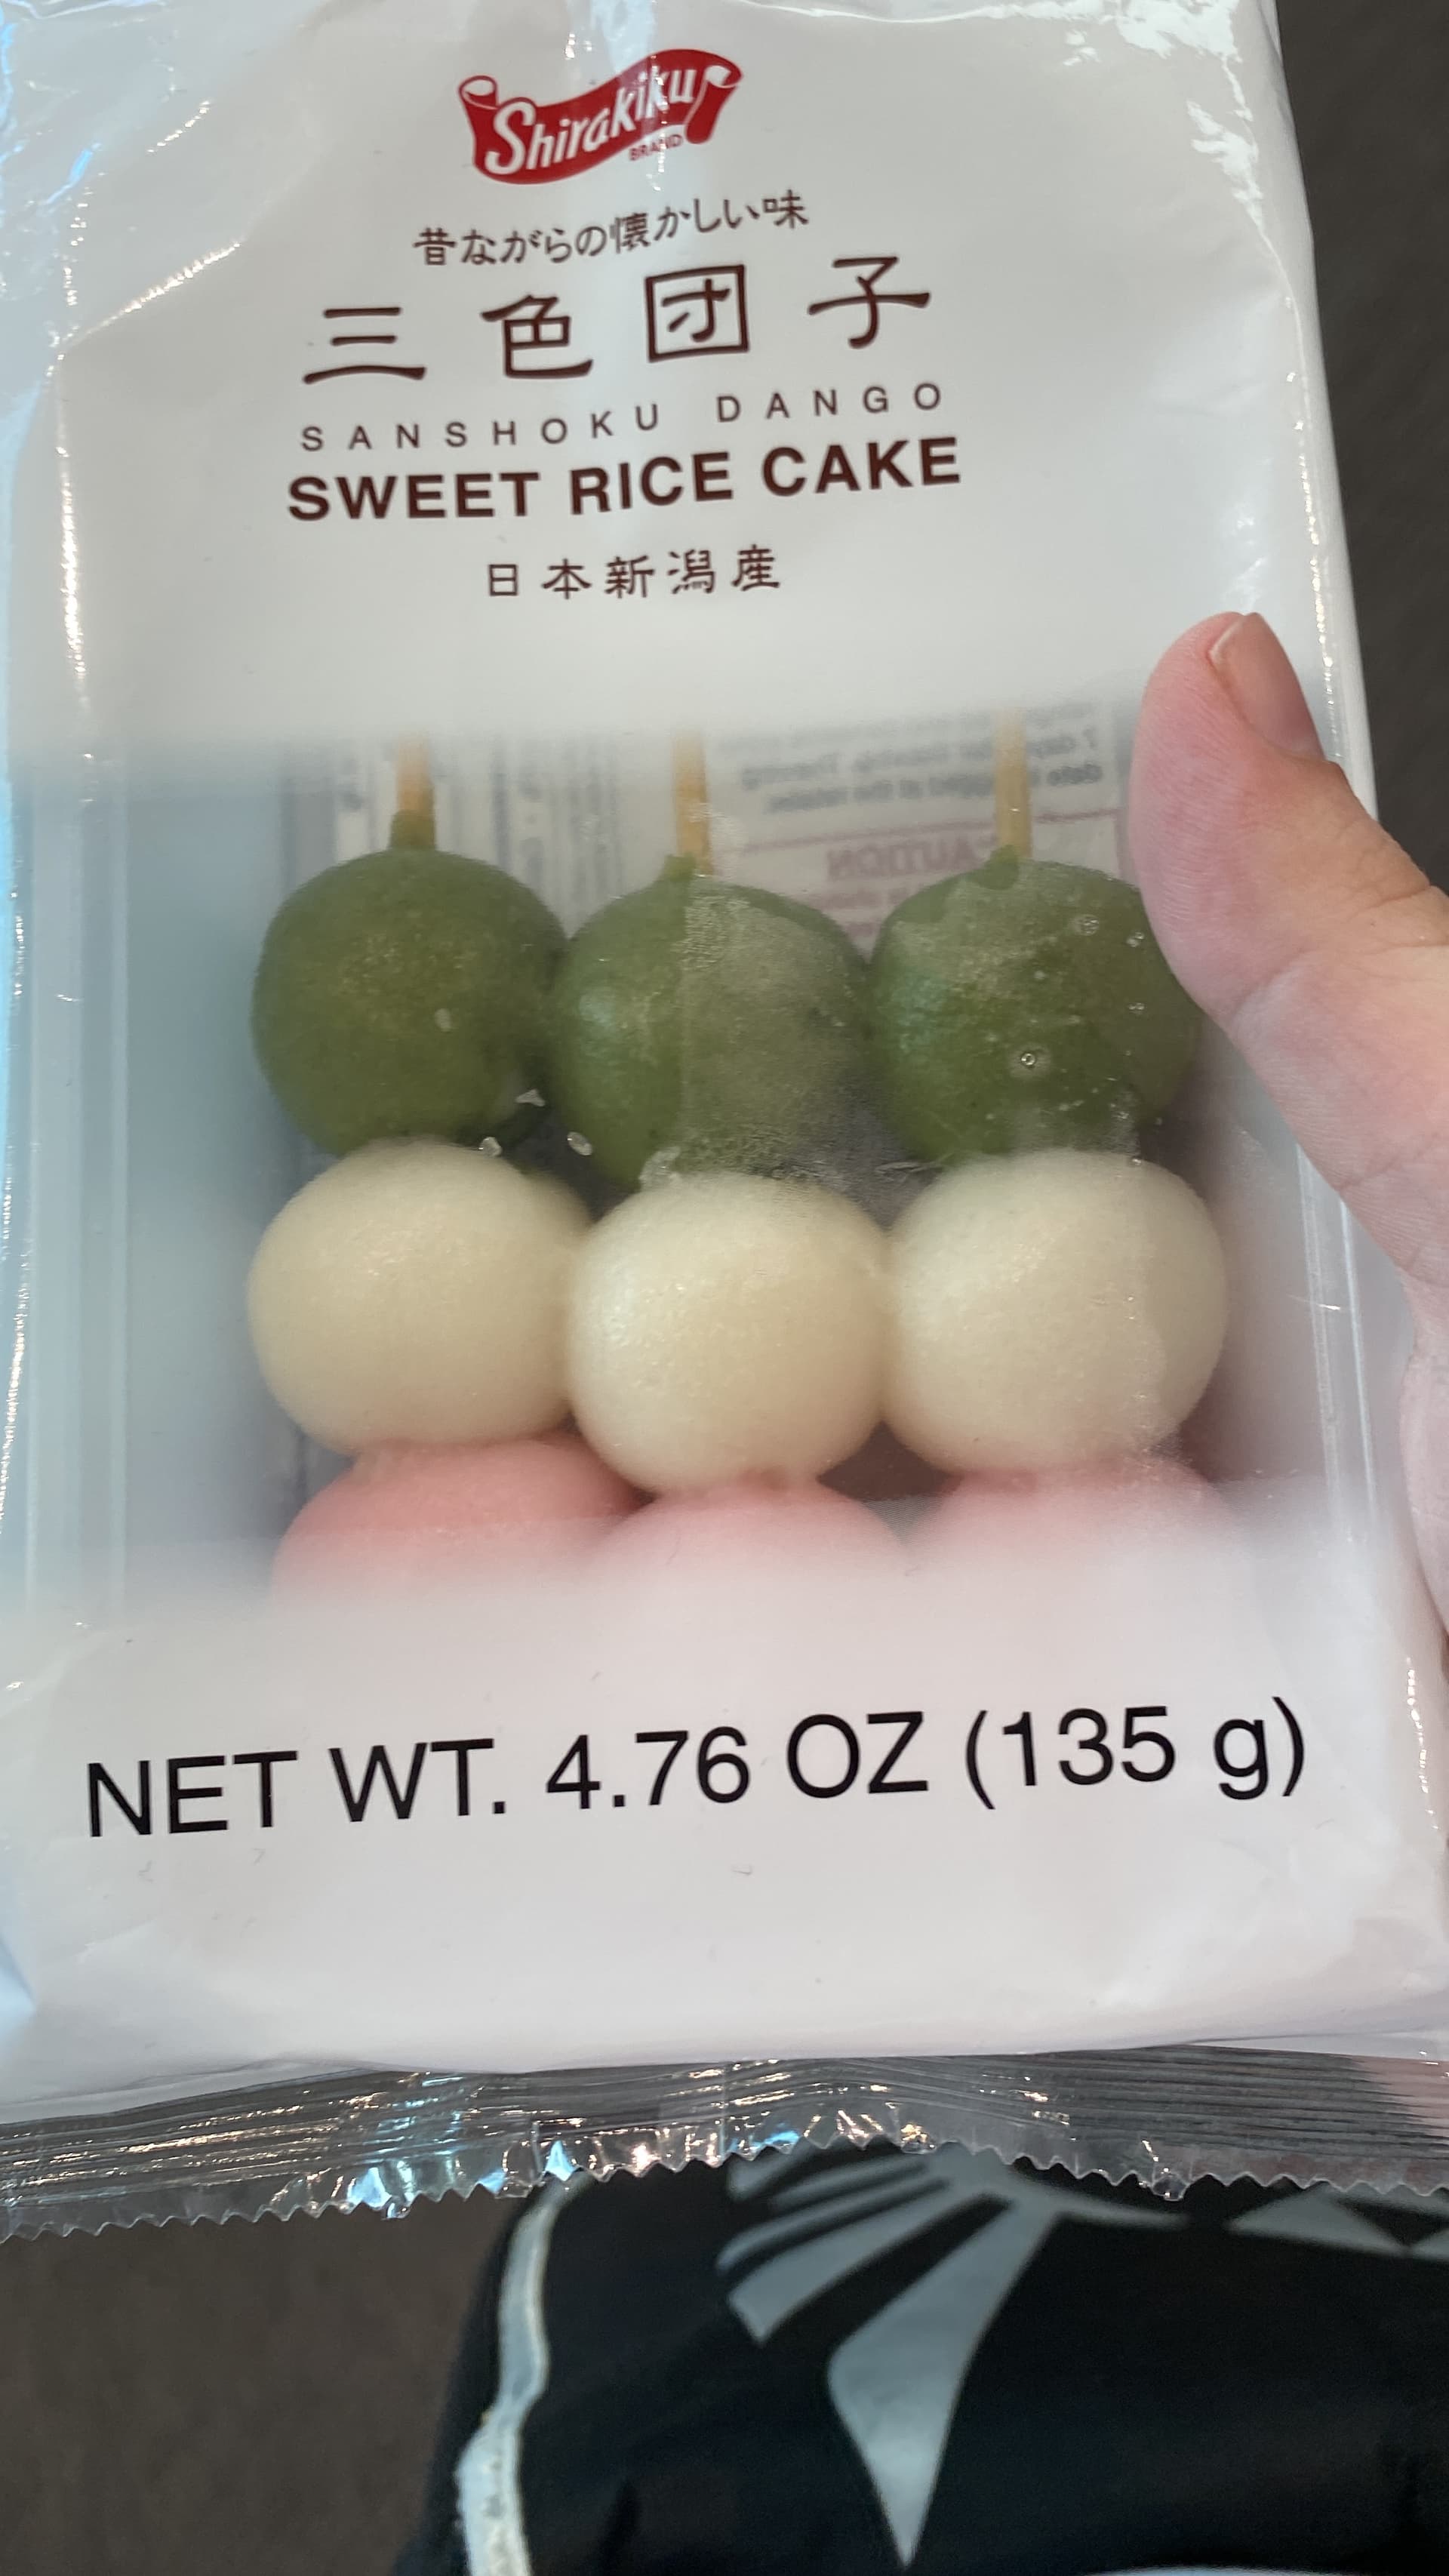 Shirakiku
BRAND
昔ながらの懐かしい味
三色団子
SANSHOKU DANGO
SWEET RICE CAKE
日本新潟産
NET WT. 4.76 OZ (135 g)